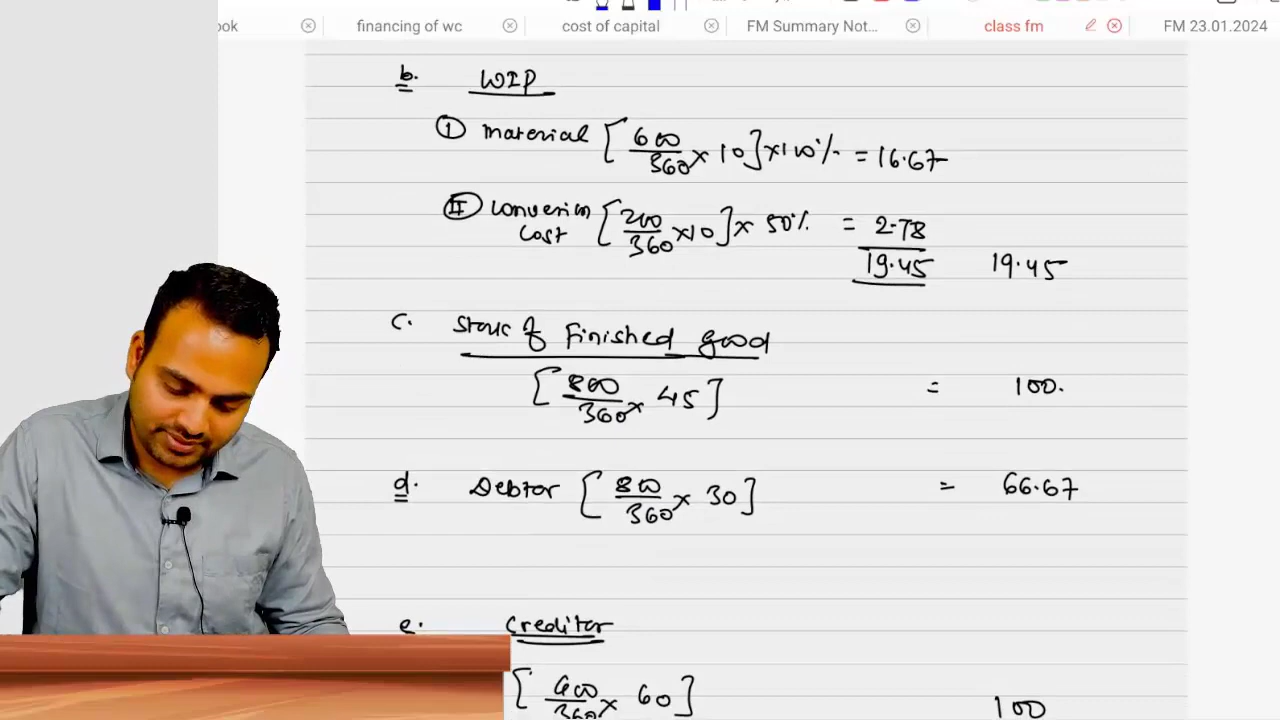 ook financing of wc cost of capital FM Summary Not... class fm FM 23.01.2024
b. WIP
I Material [600/360 × 10] × 100% = 16.67
II Conversion cost [200/360 × 10] × 50% = 2.78
19.45 19.45
c. Stock of Finished good
[800/360 × 45] = 100.
d. Debtor [800/360 × 30] = 66.67
e. Creditor
[600/360 × 60] 100